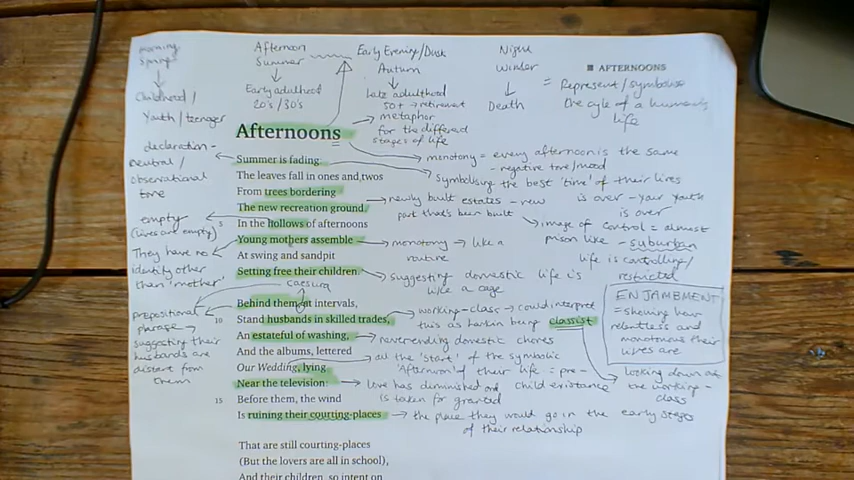 Morning
Spring
Childhood /
Youth/teenager
Afternoon
Summer
Early adulthood
20's /30's
Early Evening/Dusk
Autumn
Late adulthood
50+ → retirement
metaphor
for the different
stages of life
Night
Winter
Death
= Represent/symbolise
the cycle of a human's
life
■ AFTERNOONS
Afternoons
declaration -
neutral /
observational
tone
Summer is fading:
The leaves fall in ones and twos
From trees bordering
The new recreation ground.
5 In the hollows of afternoons
Young mothers assemble
At swing and sandpit
Setting free their children.
monotony = every afternoon is the same
- negative tone/mood
Symbolising the best 'time' of their lives
is over - your youth
is over
newly built estates - new
part that's been built
image of control = almost
prison like - suburban
life is controlling/
restricted
empty
(lives are empty)
They have no
identity other
than 'mother'
monotony → like a
routine
suggesting domestic life is
like a cage
caesura
Behind them, at intervals,
10 Stand husbands in skilled trades,
An estateful of washing,
And the albums, lettered
Our Wedding, lying
Near the television:
15 Before them, the wind
Is ruining their courting-places
prepositional
phrase →
suggesting their
husbands are
distant from
them
working-class → could interpret
this as Larkin being classist
neverending domestic chores
all the 'start' of the symbolic
'Afternoon' of their life = pre-
child existance
love has diminished and
is taken for granted
the place they would go in the early stages
of their relationship
ENJAMBMENT
= showing how
relentless and
monotonous their
lives are
looking down at
the working-
class
That are still courting-places
(But the lovers are all in school),
And their children, so intent on